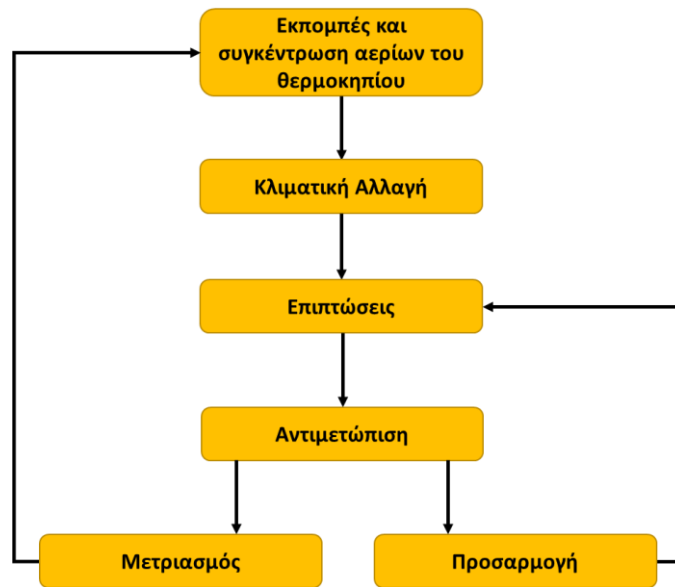 Εκπομπές και
συγκέντρωση αερίων του
θερμοκηπίου
Κλιματική Αλλαγή
Επιπτώσεις
Αντιμετώπιση
Μετριασμός
Προσαρμογή